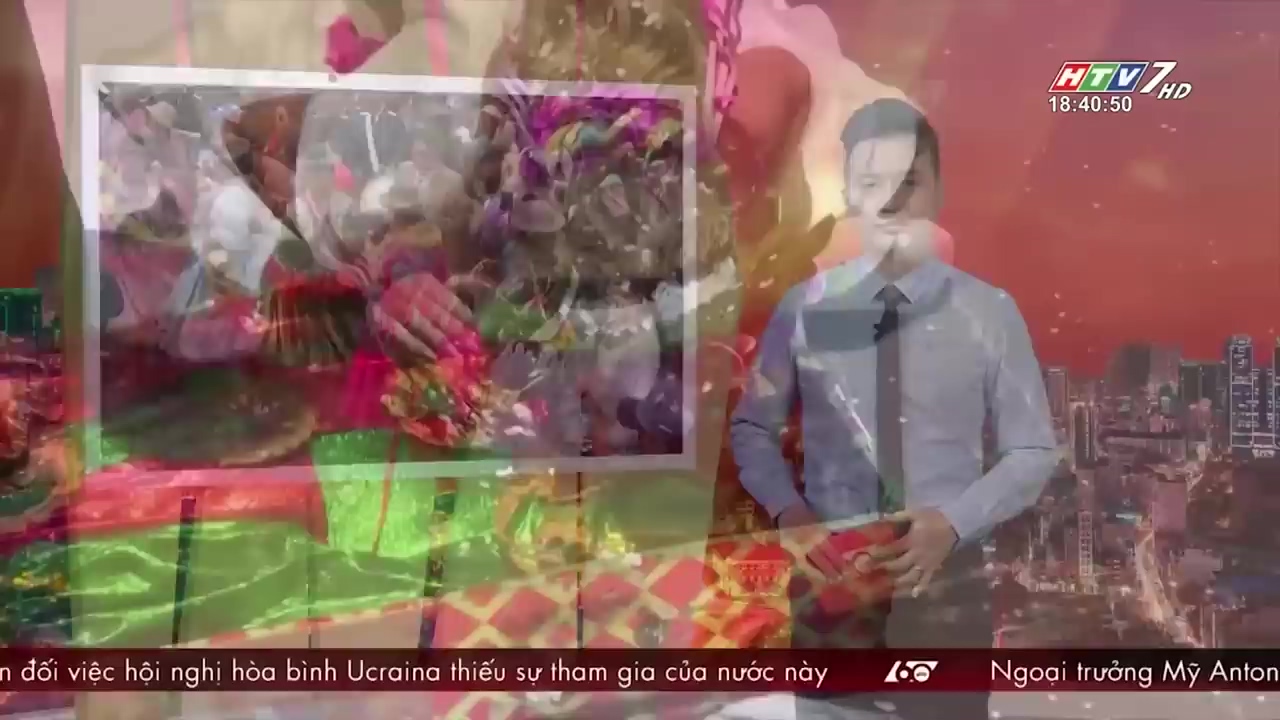 HTV7 HD
18:40:50
n đối việc hội nghị hòa bình Ucraina thiếu sự tham gia của nước này 60 Ngoại trưởng Mỹ Anton